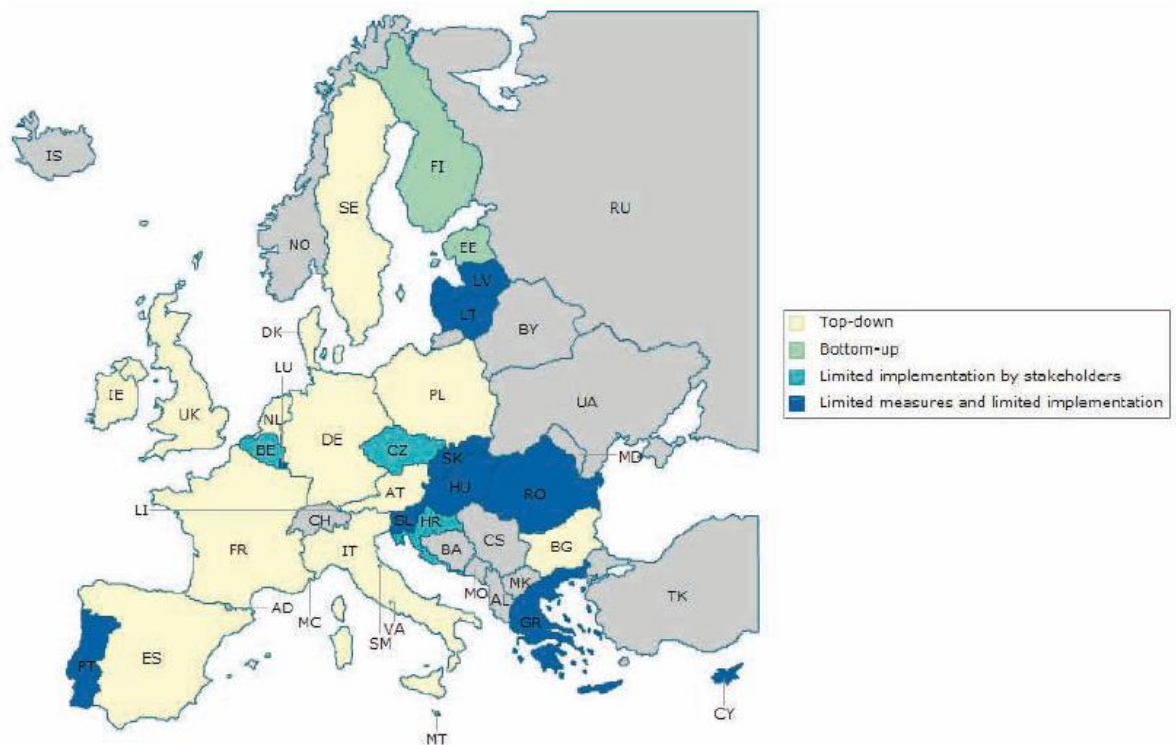 IS
FI
SE
RU
NO
EE
LV
LT
BY
DK
LU
IE
UK
NL
PL
UA
BE
DE
CZ
SK
MD
AT
HU
RO
LI
CH
SL
HR
FR
IT
BA
CS
BG
MO
MK
AL
TK
AD
MC
SM
VA
GR
PT
ES
MT
CY
Top-down
Bottom-up
Limited implementation by stakeholders
Limited measures and limited implementation